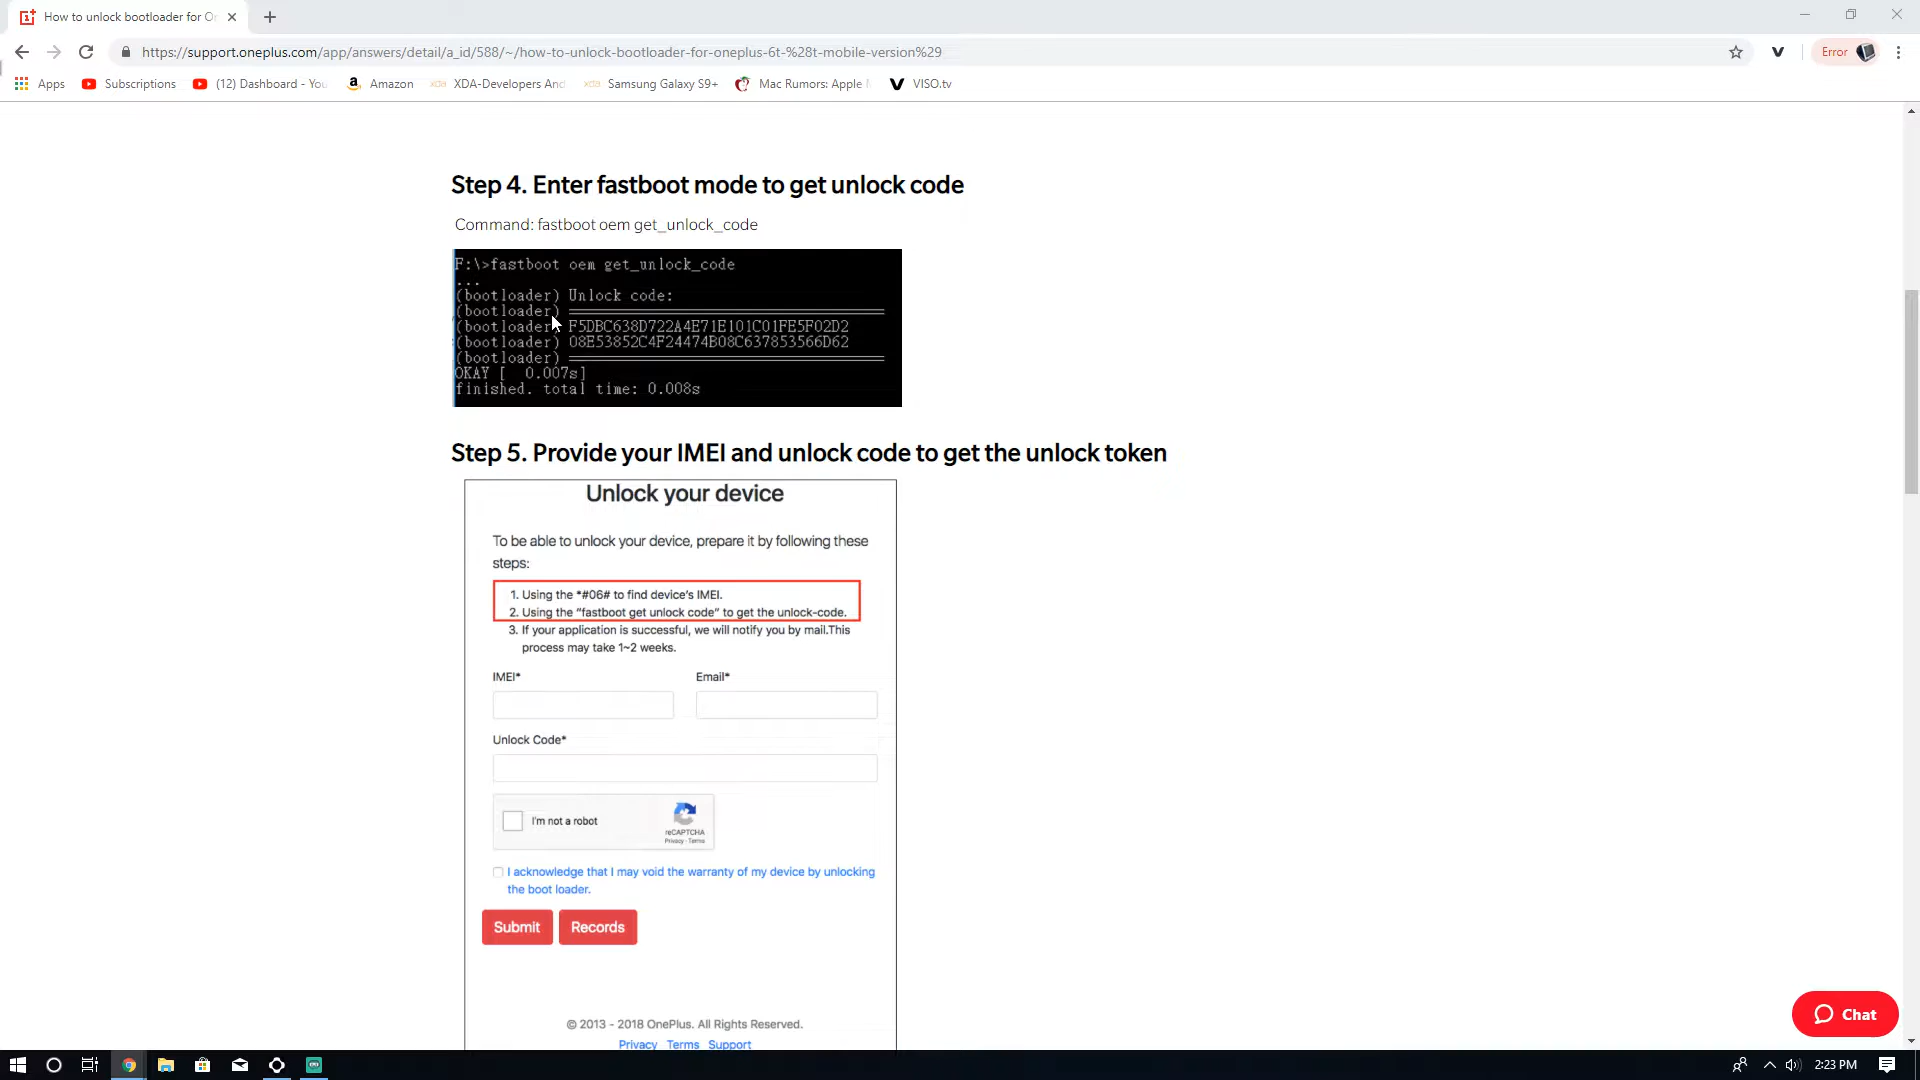 How to unlock bootloader for On
https://support.oneplus.com/app/answers/detail/a_id/588/~/how-to-unlock-bootloader-for-oneplus-6t-%28t-mobile-version%29
Error
Apps
Subscriptions
(12) Dashboard - You
Amazon
XDA-Developers And
Samsung Galaxy S9+
Mac Rumors: Apple
VISO.tv
Step 4. Enter fastboot mode to get unlock code
Command: fastboot oem get_unlock_code
F:\>fastboot oem get_unlock_code
...
(bootloader) Unlock code:
(bootloader) ====================================
(bootloader) F5DBC638D722A4E71E101C01FE5F02D2
(bootloader) 08E53852C4F24474B08C637853566D62
(bootloader) ====================================
OKAY [  0.007s]
finished. total time: 0.008s
Step 5. Provide your IMEI and unlock code to get the unlock token
Unlock your device
To be able to unlock your device, prepare it by following these
steps:
1. Using the *#06# to find device's IMEI.
2. Using the "fastboot get unlock code" to get the unlock-code.
3. If your application is successful, we will notify you by mail.This
process may take 1~2 weeks.
IMEI*
Email*
Unlock Code*
I'm not a robot
reCAPTCHA
Privacy - Terms
I acknowledge that I may void the warranty of my device by unlocking
the boot loader.
Submit
Records
© 2013 - 2018 OnePlus. All Rights Reserved.
Privacy Terms Support
Chat
2:23 PM